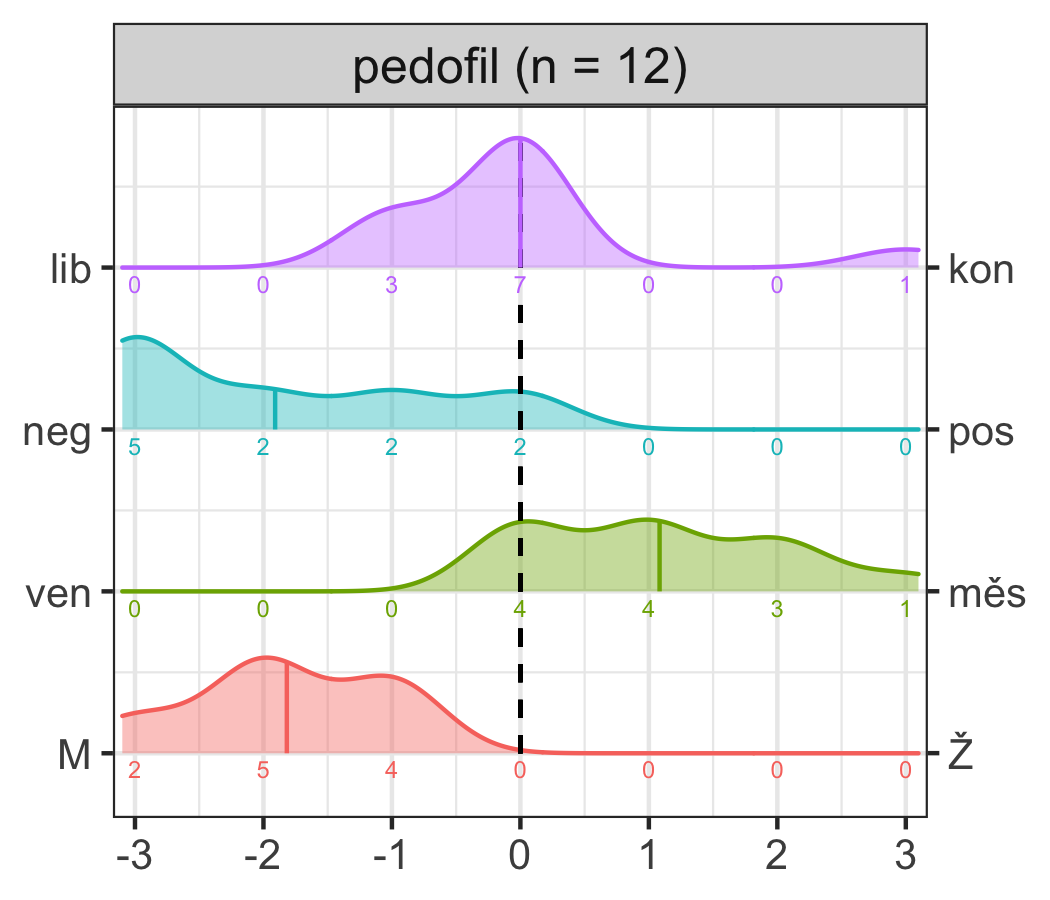 pedofil (n = 12)
lib kon
0 0 3 7 0 0 1
neg pos
5 2 2 2 0 0 0
ven měs
0 0 0 4 4 3 1
M Ž
2 5 4 0 0 0 0
-3 -2 -1 0 1 2 3